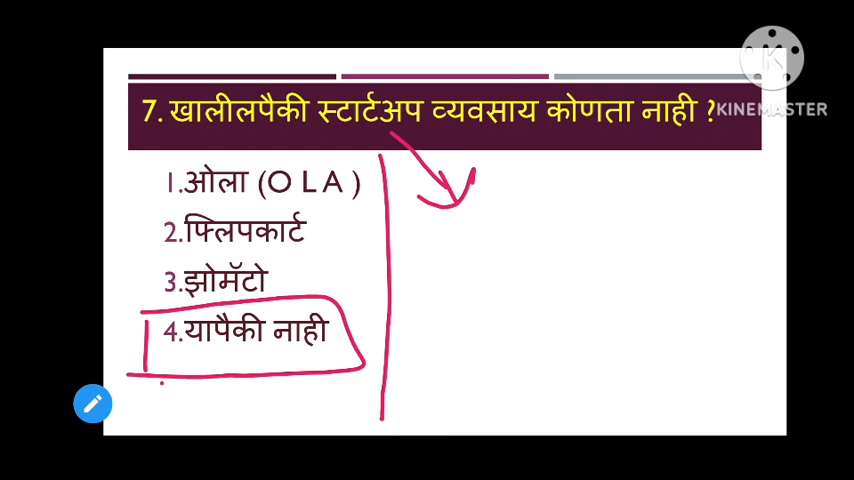 7. खालीलपैकी स्टार्टअप व्यवसाय कोणता नाही ?
KINEMASTER
1.ओला (O L A )
2.फ्लिपकार्ट
3.झोमॅटो
4.यापैकी नाही